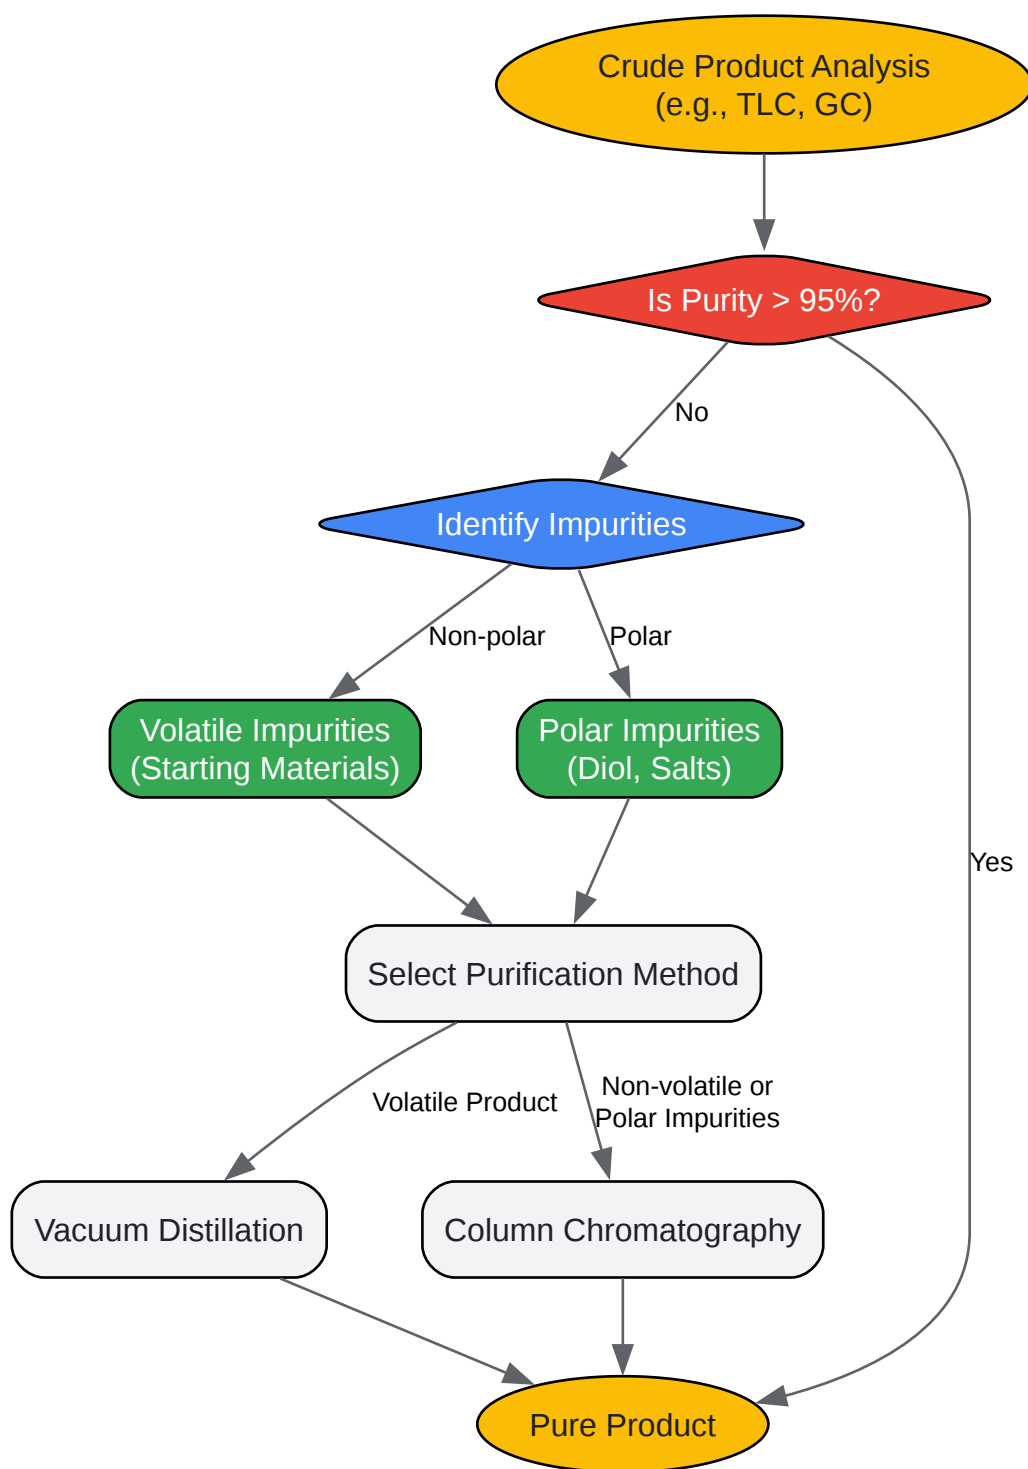 Crude Product Analysis
(e.g., TLC, GC)
Is Purity > 95%?
No
Identify Impurities
Non-polar
Polar
Volatile Impurities
(Starting Materials)
Polar Impurities
(Diol, Salts)
Yes
Select Purification Method
Volatile Product
Non-volatile or
Polar Impurities
Vacuum Distillation
Column Chromatography
Pure Product